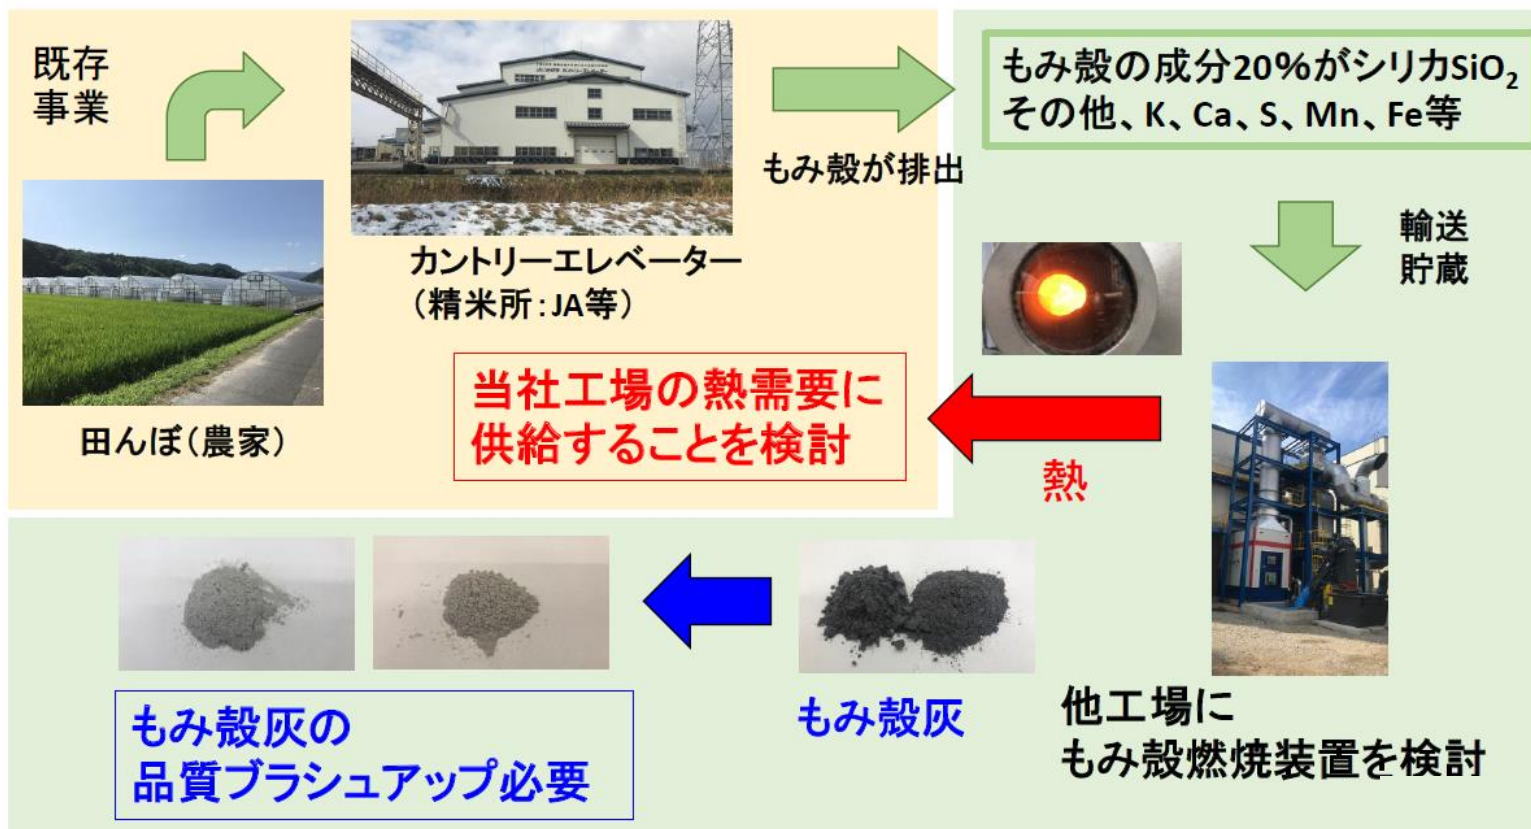 既存
事業
もみ殻が排出
もみ殻の成分20%がシリカSiO₂
その他、K、Ca、S、Mn、Fe等
カントリーエレベーター
（精米所：JA等）
輸送
貯蔵
田んぼ（農家）
当社工場の熱需要に
供給することを検討
熱
もみ殻灰
他工場に
もみ殻燃焼装置を検討
もみ殻灰の
品質ブラシュアップ必要